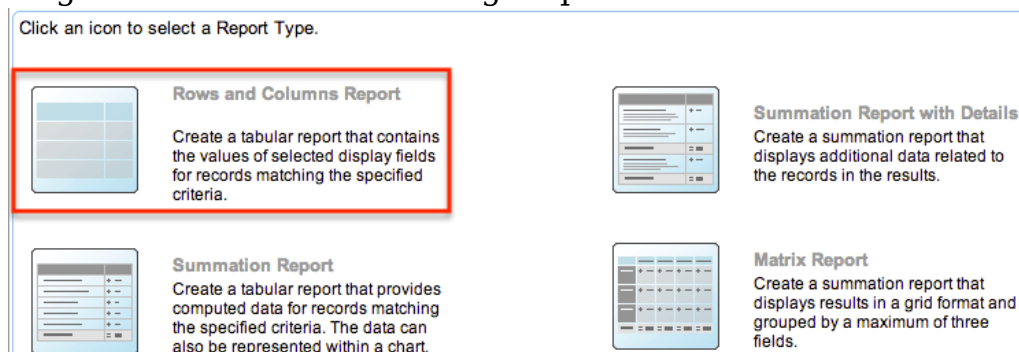 Click an icon to select a Report Type.
Rows and Columns Report
Create a tabular report that contains
the values of selected display fields
for records matching the specified
criteria.
Summation Report with Details
Create a summation report that
displays additional data related to
the records in the results.
Summation Report
Create a tabular report that provides
computed data for records matching
the specified criteria. The data can
also be represented within a chart.
Matrix Report
Create a summation report that
displays results in a grid format and
grouped by a maximum of three
fields.